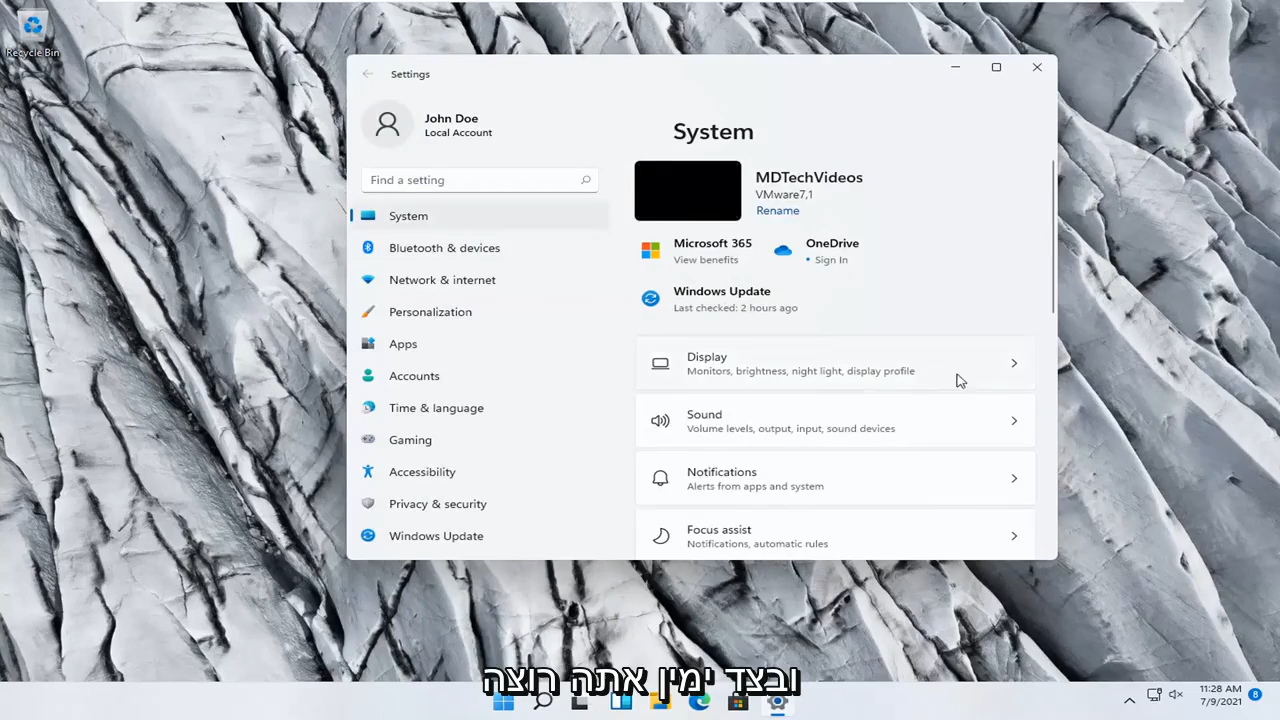 Recycle Bin
Settings
John Doe
Local Account
Find a setting
System
Bluetooth & devices
Network & internet
Personalization
Apps
Accounts
Time & language
Gaming
Accessibility
Privacy & security
Windows Update
System
MDTechVideos
VMware7,1
Rename
Microsoft 365
View benefits
OneDrive
• Sign In
Windows Update
Last checked: 2 hours ago
Display
Monitors, brightness, night light, display profile
Sound
Volume levels, output, input, sound devices
Notifications
Alerts from apps and system
Focus assist
Notifications, automatic rules
ובצד ימין אתה רוצה
11:28 AM
7/9/2021
8